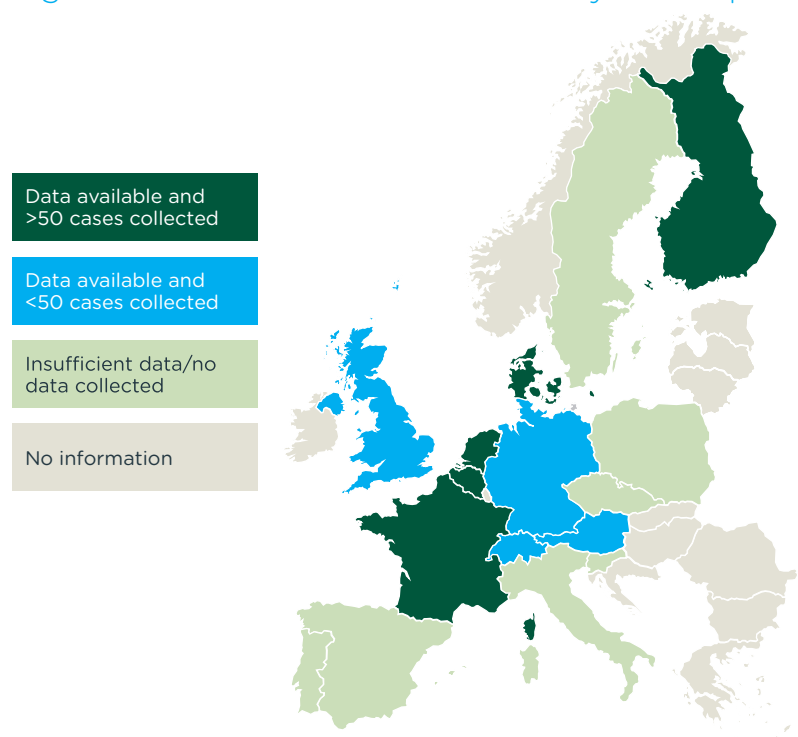 Data available and
>50 cases collected
Data available and
<50 cases collected
Insufficient data/no
data collected
No information